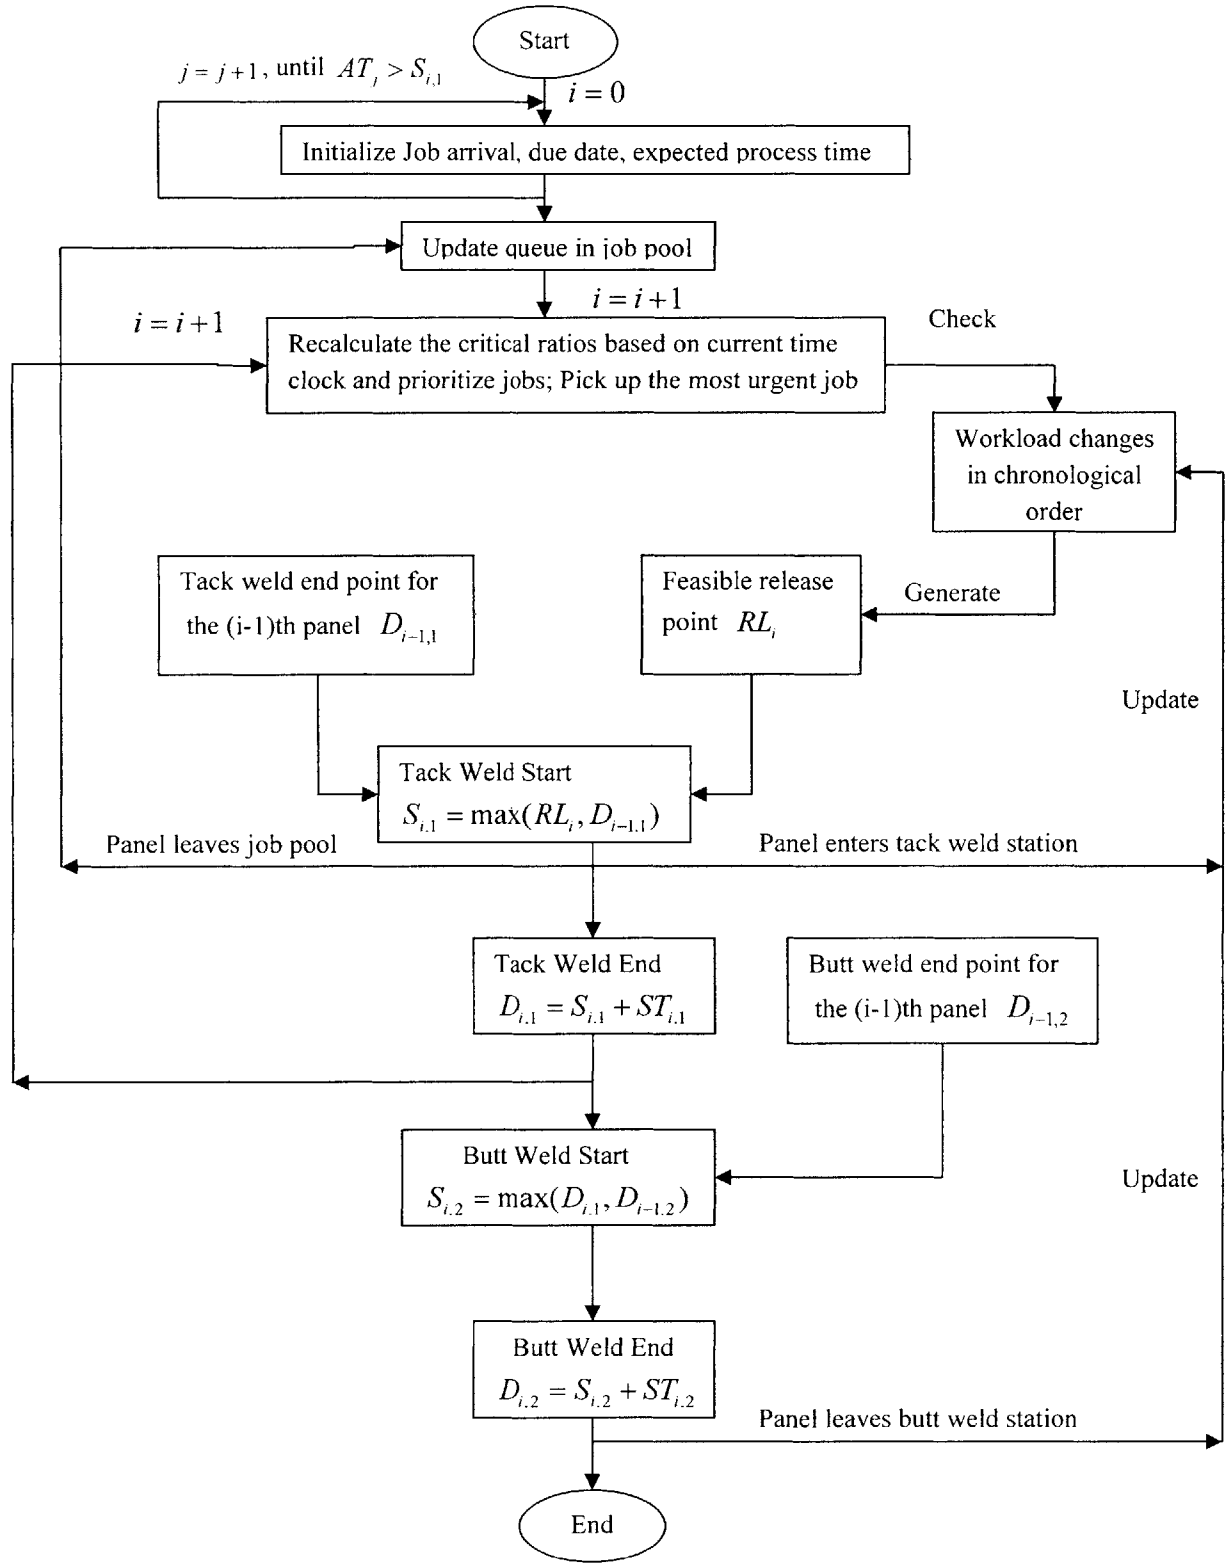 Start
j = j+1, until AT_j > S_{i,1}
i = 0
Initialize Job arrival, due date, expected process time
Update queue in job pool
i = i+1
i = i+1
Check
Recalculate the critical ratios based on current time
clock and prioritize jobs; Pick up the most urgent job
Workload changes
in chronological
order
Tack weld end point for
the (i-1)th panel D_{i-1,1}
Feasible release
point RL_i
Generate
Update
Tack Weld Start
S_{i,1} = max(RL_i, D_{i-1,1})
Panel leaves job pool
Panel enters tack weld station
Tack Weld End
D_{i,1} = S_{i,1} + ST_{i,1}
Butt weld end point for
the (i-1)th panel D_{i-1,2}
Butt Weld Start
S_{i,2} = max(D_{i,1}, D_{i-1,2})
Update
Butt Weld End
D_{i,2} = S_{i,2} + ST_{i,2}
Panel leaves butt weld station
End